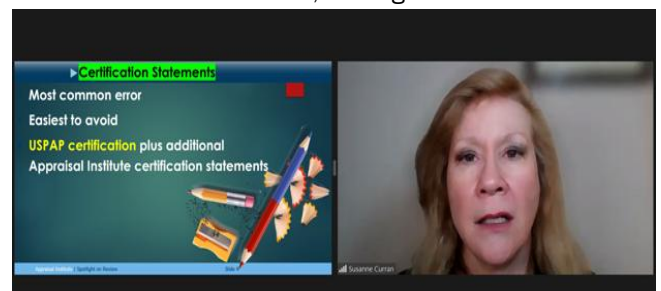 ▶Certification Statements
Most common error
Easiest to avoid
USPAP certification plus additional
Appraisal Institute certification statements
Appraisal Institute | Spotlight on Review
Susanne Curran